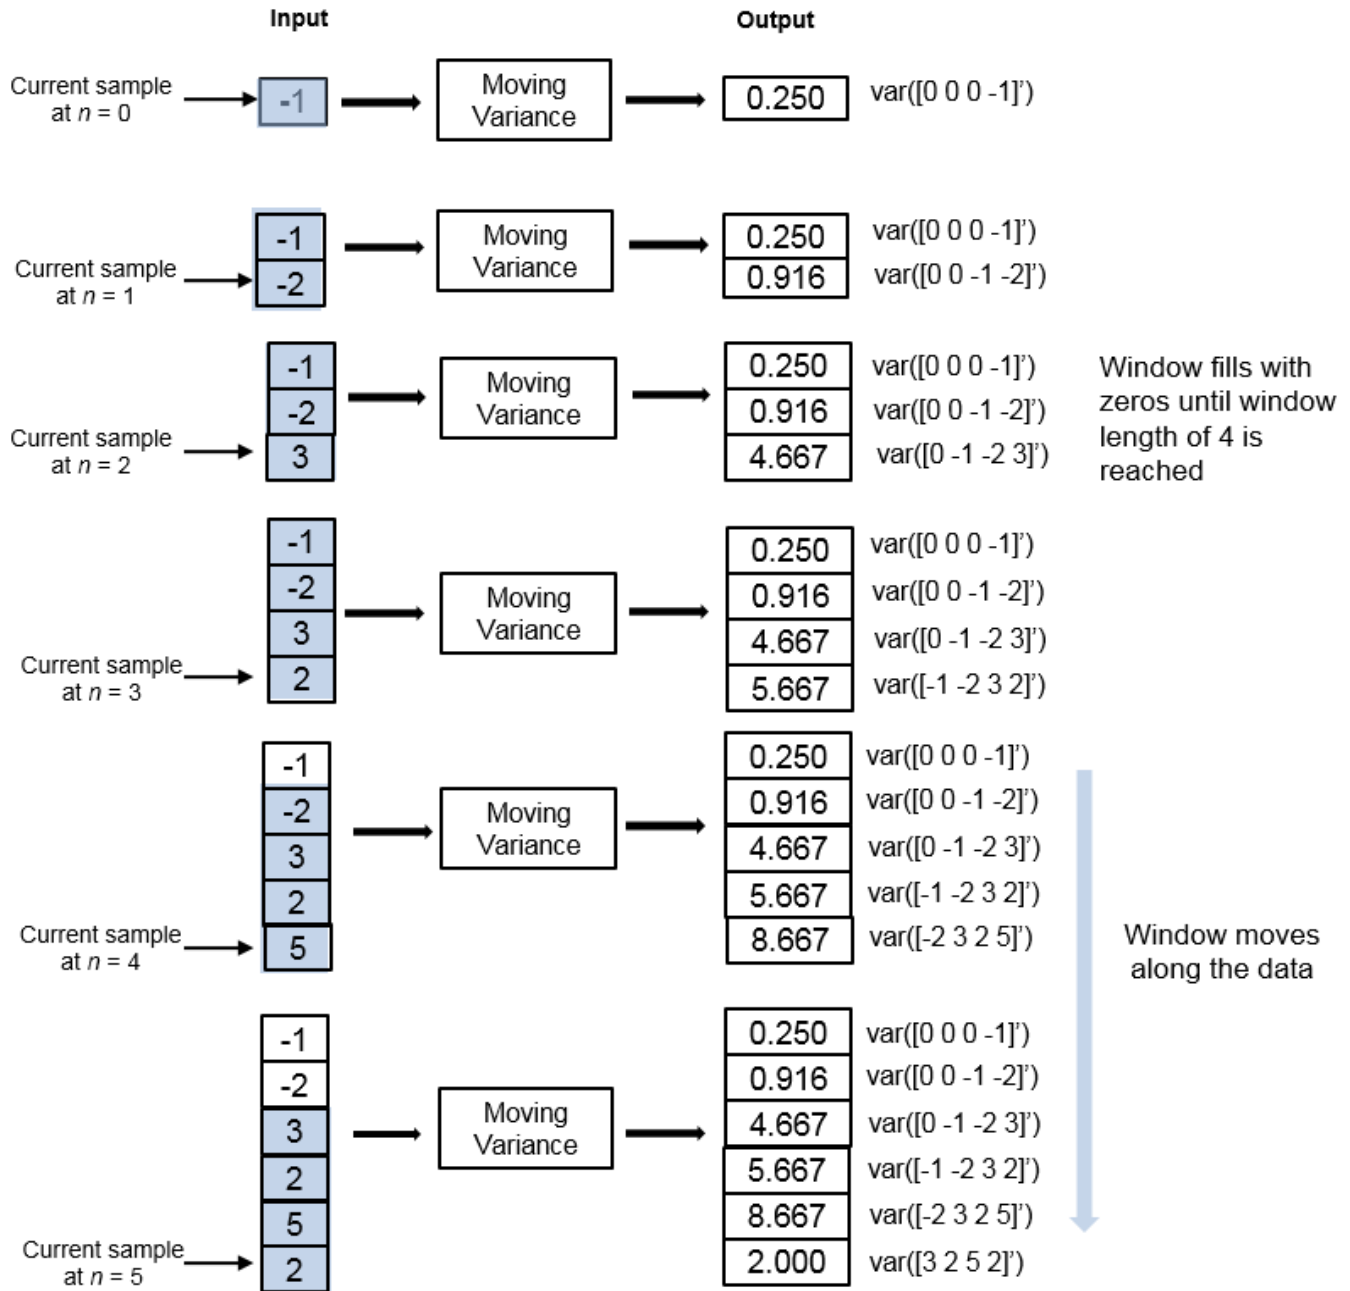 Input
Output
Current sample
at n = 0
-1
Moving
Variance
0.250
var([0 0 0 -1]')
Current sample
at n = 1
-1
-2
Moving
Variance
0.250
0.916
var([0 0 0 -1]')
var([0 0 -1 -2]')
Current sample
at n = 2
-1
-2
3
Moving
Variance
0.250
0.916
4.667
var([0 0 0 -1]')
var([0 0 -1 -2]')
var([0 -1 -2 3]')
Window fills with
zeros until window
length of 4 is
reached
Current sample
at n = 3
-1
-2
3
2
Moving
Variance
0.250
0.916
4.667
5.667
var([0 0 0 -1]')
var([0 0 -1 -2]')
var([0 -1 -2 3]')
var([-1 -2 3 2]')
Current sample
at n = 4
-1
-2
3
2
5
Moving
Variance
0.250
0.916
4.667
5.667
8.667
var([0 0 0 -1]')
var([0 0 -1 -2]')
var([0 -1 -2 3]')
var([-1 -2 3 2]')
var([-2 3 2 5]')
Window moves
along the data
Current sample
at n = 5
-1
-2
3
2
5
2
Moving
Variance
0.250
0.916
4.667
5.667
8.667
2.000
var([0 0 0 -1]')
var([0 0 -1 -2]')
var([0 -1 -2 3]')
var([-1 -2 3 2]')
var([-2 3 2 5]')
var([3 2 5 2]')